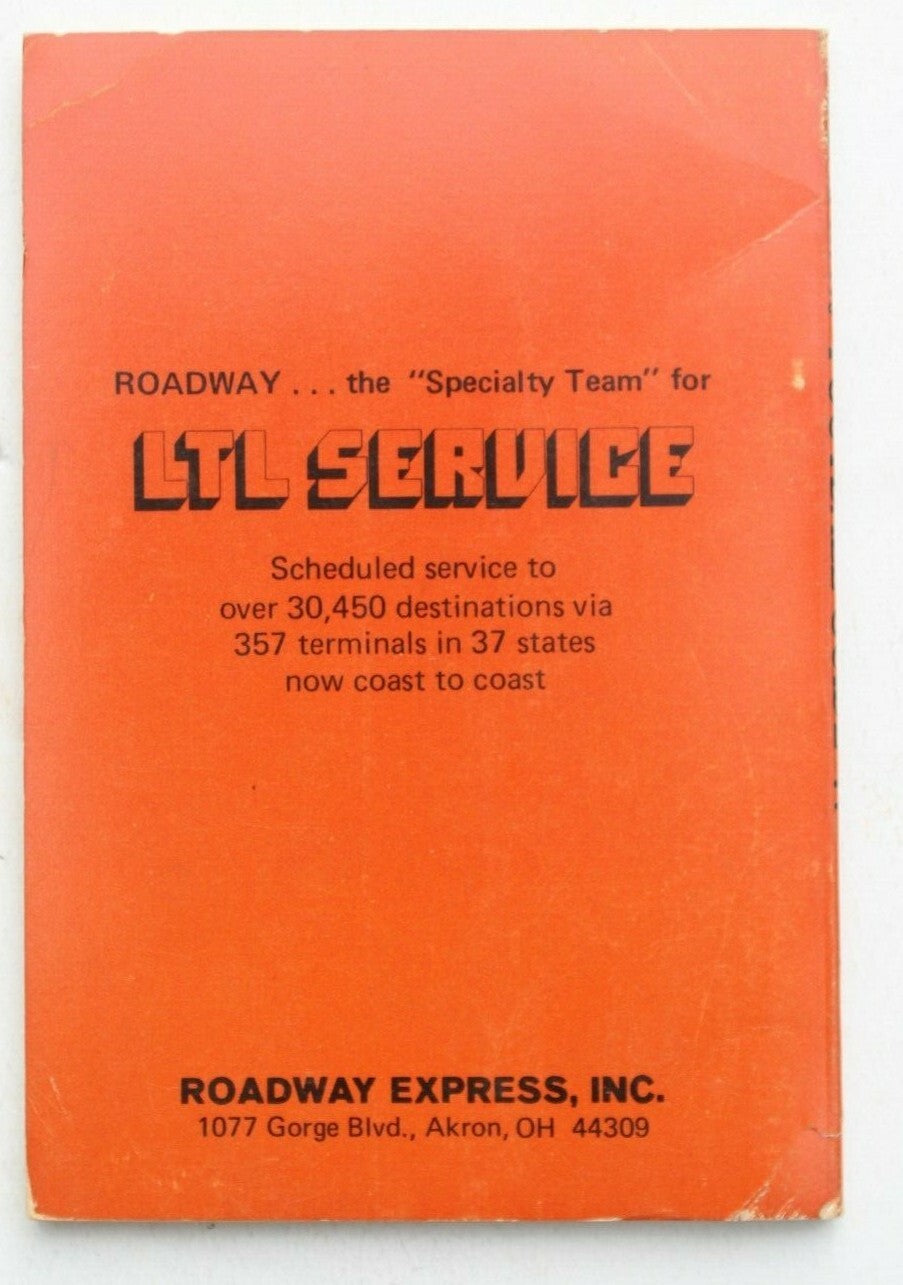 ROADWAY . . . the "Specialty Team" for
LTL SERVICE
Scheduled service to
over 30,450 destinations via
357 terminals in 37 states
now coast to coast
ROADWAY EXPRESS, INC.
1077 Gorge Blvd., Akron, OH 44309